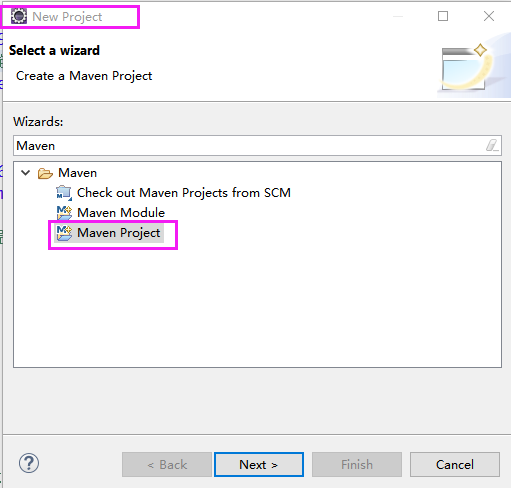 New Project
Select a wizard
Create a Maven Project
Wizards:
Maven
Maven
Check out Maven Projects from SCM
Maven Module
Maven Project
< Back
Next >
Finish
Cancel